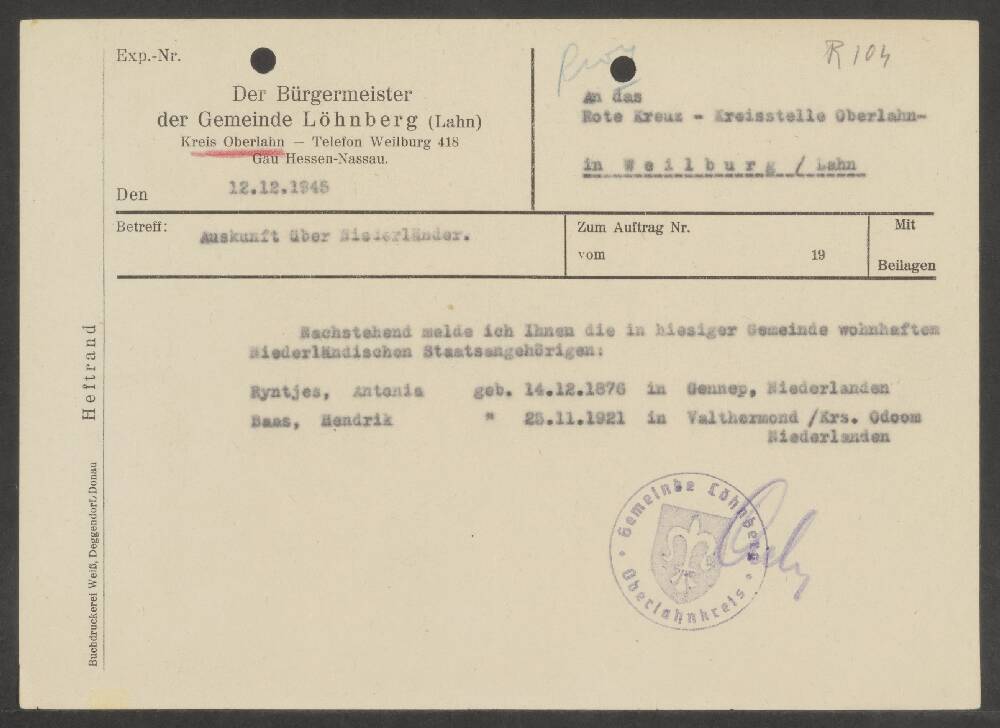 Exp.-Nr.
R 104
Der Bürgermeister
der Gemeinde Löhnberg (Lahn)
Kreis Oberlahn — Telefon Weilburg 418
Gau Hessen-Nassau.
Den 12.12.1945
An das
Rote Kreuz - Kreisstelle Oberlahn-
in Weilburg / Lahn
Betreff: Auskunft über Niederländer.
Zum Auftrag Nr.
vom 19
Mit
Beilagen
Nachstehend melde ich Ihnen die in hiesiger Gemeinde wohnhaften
Niederländischen Staatsangehörigen:
Ryntjes, Antonia geb. 14.12.1876 in Gennep, Niederlanden
Baas, Hendrik " 25.11.1921 in Valthermond /Krs. Odoom
Niederlanden
Gemeinde Löhnberg
Oberlahnkreis
Heftrand
Buchdruckerei Weiß, Deggendorf, Donau